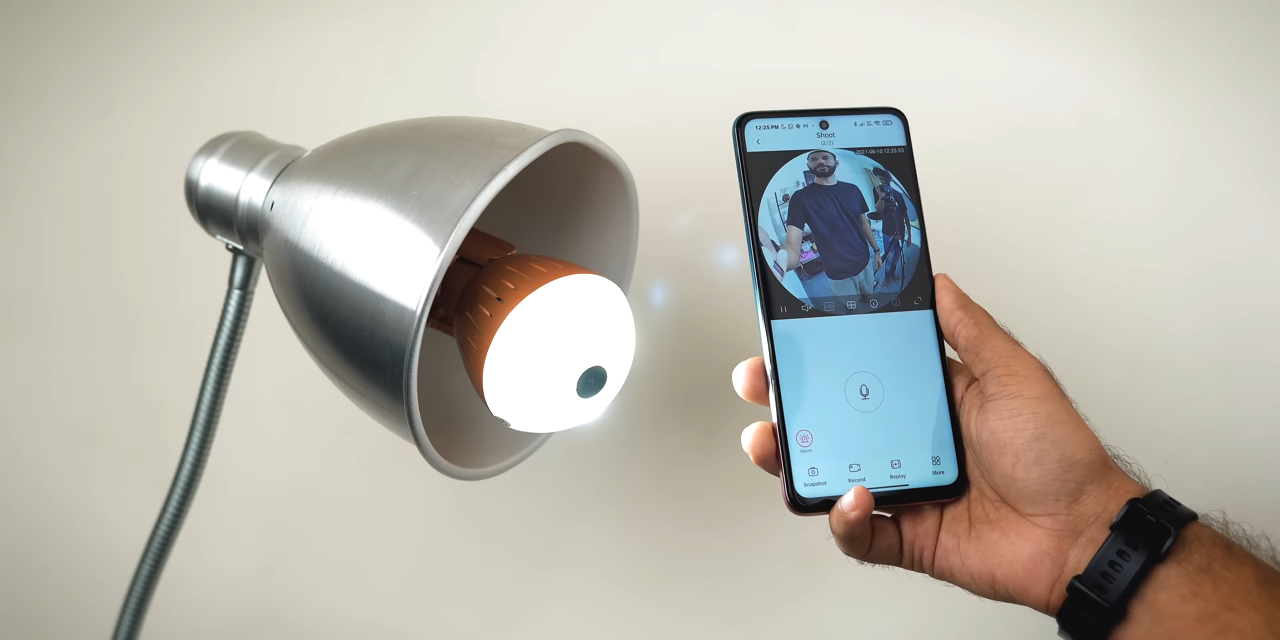 12:25 PM
Shoot
(2/2)
2021-06-10 12:25:53
Alarm
Snapshot
Record
Replay
More